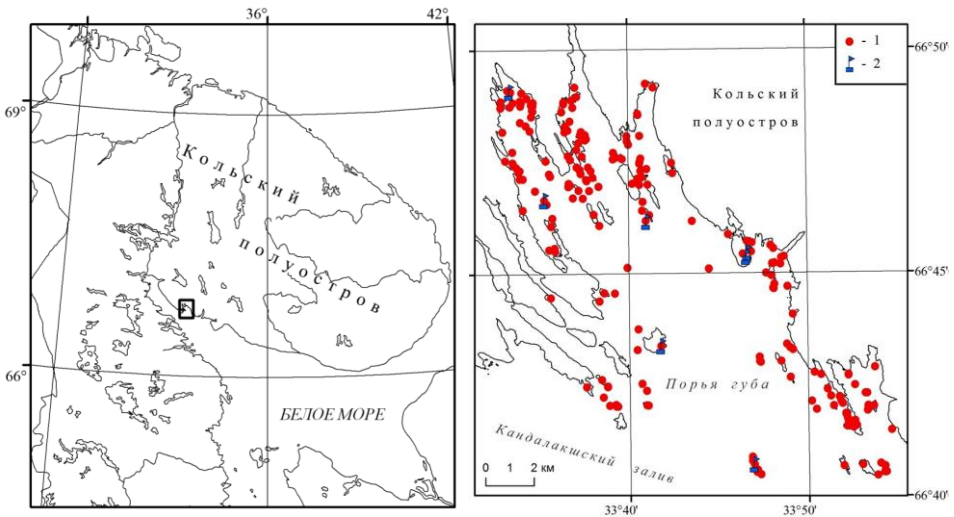 36°
42°
69°
66°
Кольский
полуостров
БЕЛОЕ МОРЕ
- 1
- 2
66°50'
Кольский
полуостров
66°45'
Порья губа
Кандалакшский залив
0 1 2 км
66°40'
33°40'
33°50'